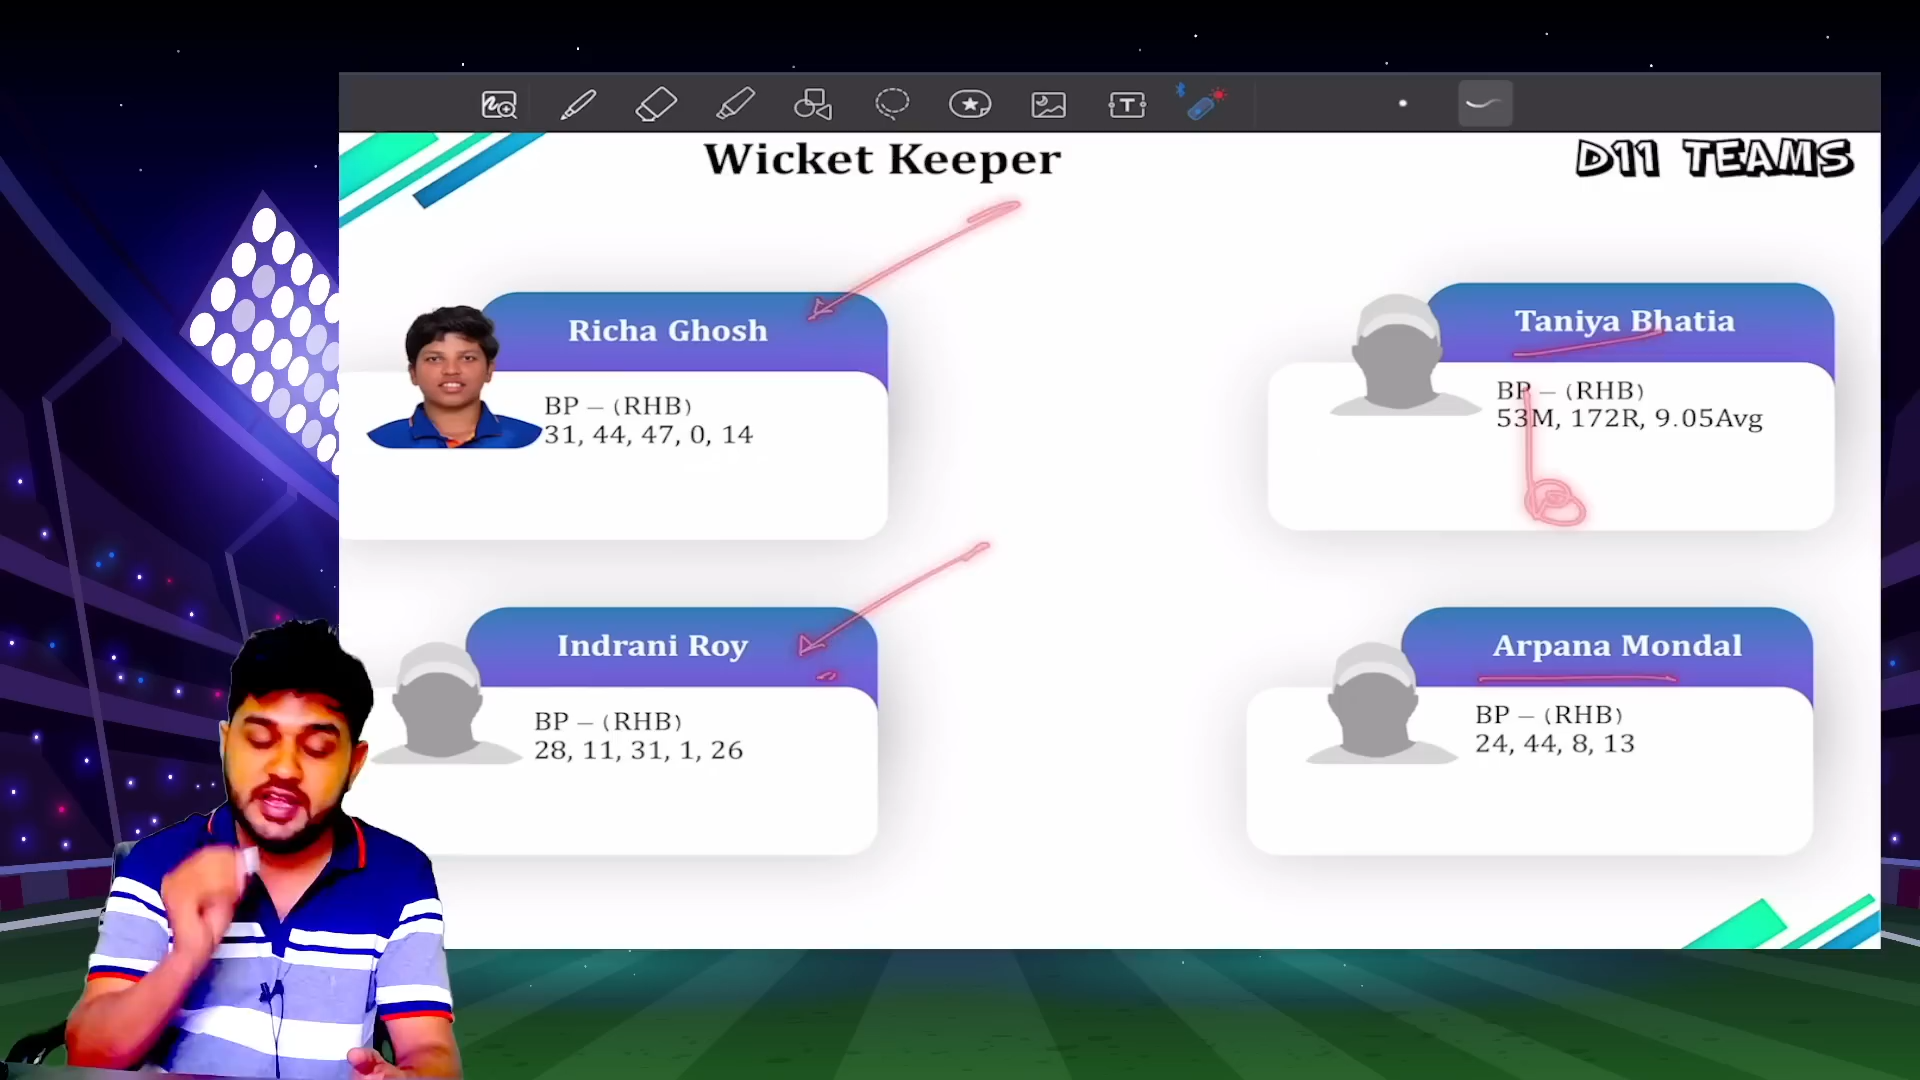 Wicket Keeper
D11 TEAMS
Richa Ghosh
BP – (RHB)
31, 44, 47, 0, 14
Taniya Bhatia
BP – (RHB)
53M, 172R, 9.05Avg
Indrani Roy
BP – (RHB)
28, 11, 31, 1, 26
Arpana Mondal
BP – (RHB)
24, 44, 8, 13